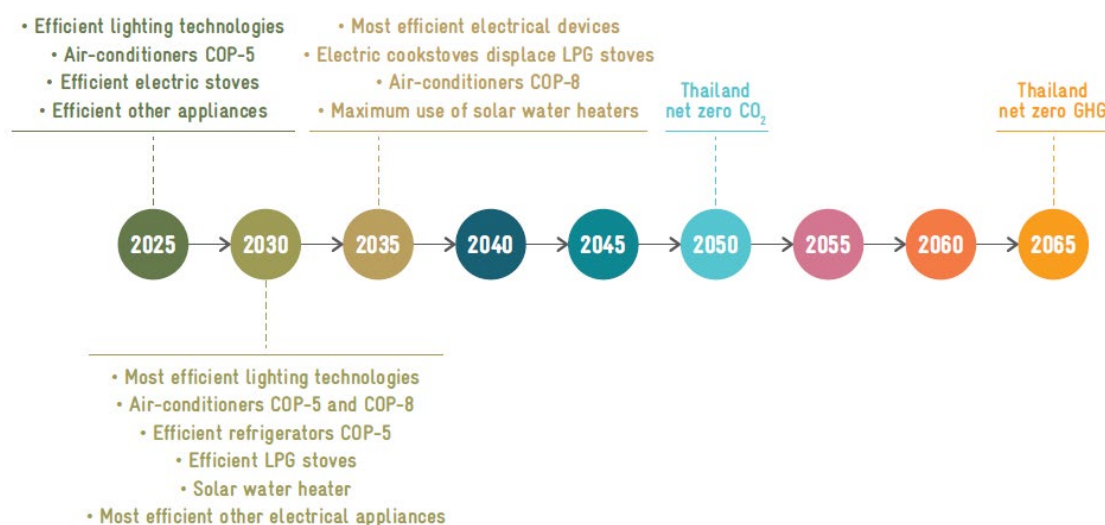 • Efficient lighting technologies
• Air-conditioners COP-5
• Efficient electric stoves
• Efficient other appliances
• Most efficient electrical devices
• Electric cookstoves displace LPG stoves
• Air-conditioners COP-8
• Maximum use of solar water heaters
Thailand
net zero CO₂
Thailand
net zero GHG
2025
2030
2035
2040
2045
2050
2055
2060
2065
• Most efficient lighting technologies
• Air-conditioners COP-5 and COP-8
• Efficient refrigerators COP-5
• Efficient LPG stoves
• Solar water heater
• Most efficient other electrical appliances